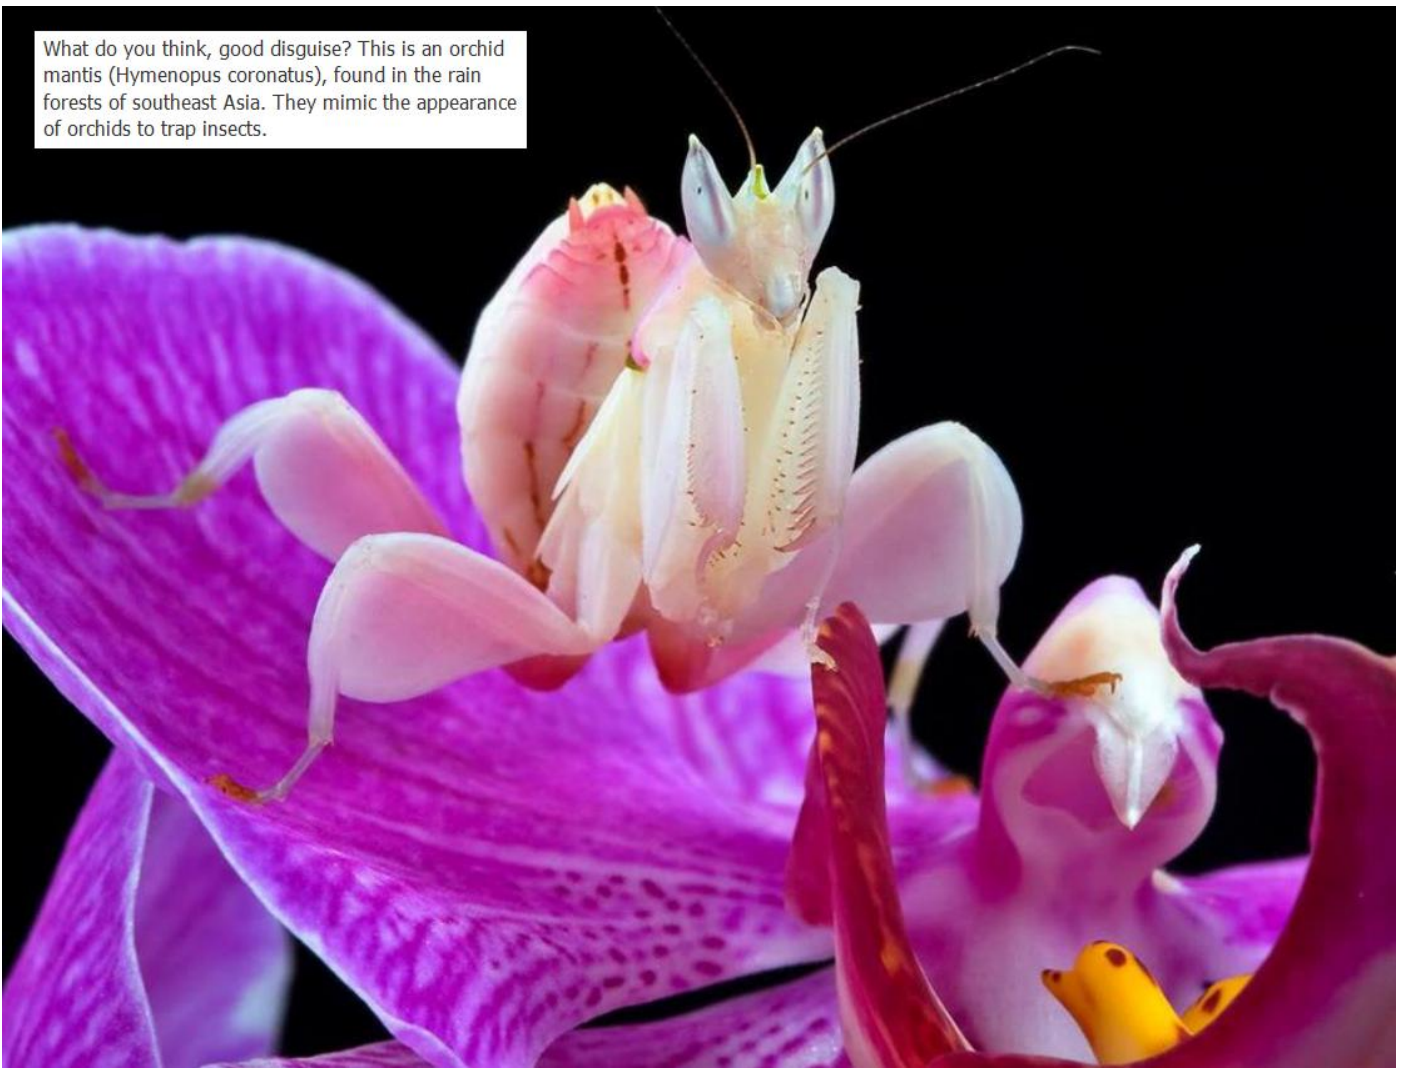 What do you think, good disguise? This is an orchid
mantis (Hymenopus coronatus), found in the rain
forests of southeast Asia. They mimic the appearance
of orchids to trap insects.